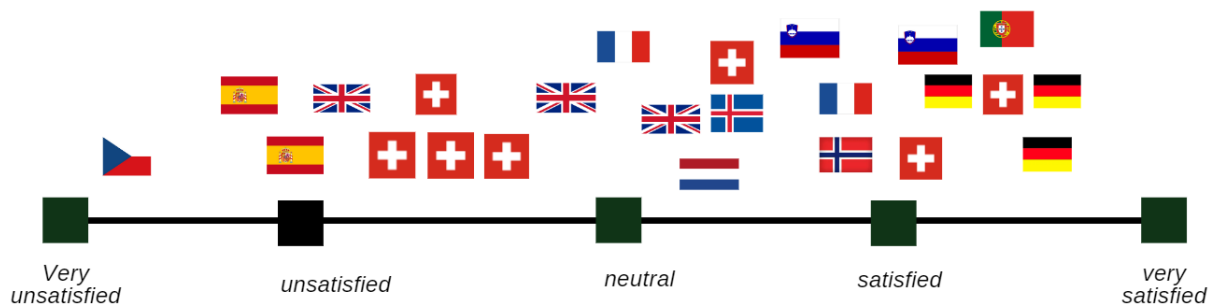 Very
unsatisfied
unsatisfied
neutral
satisfied
very
satisfied